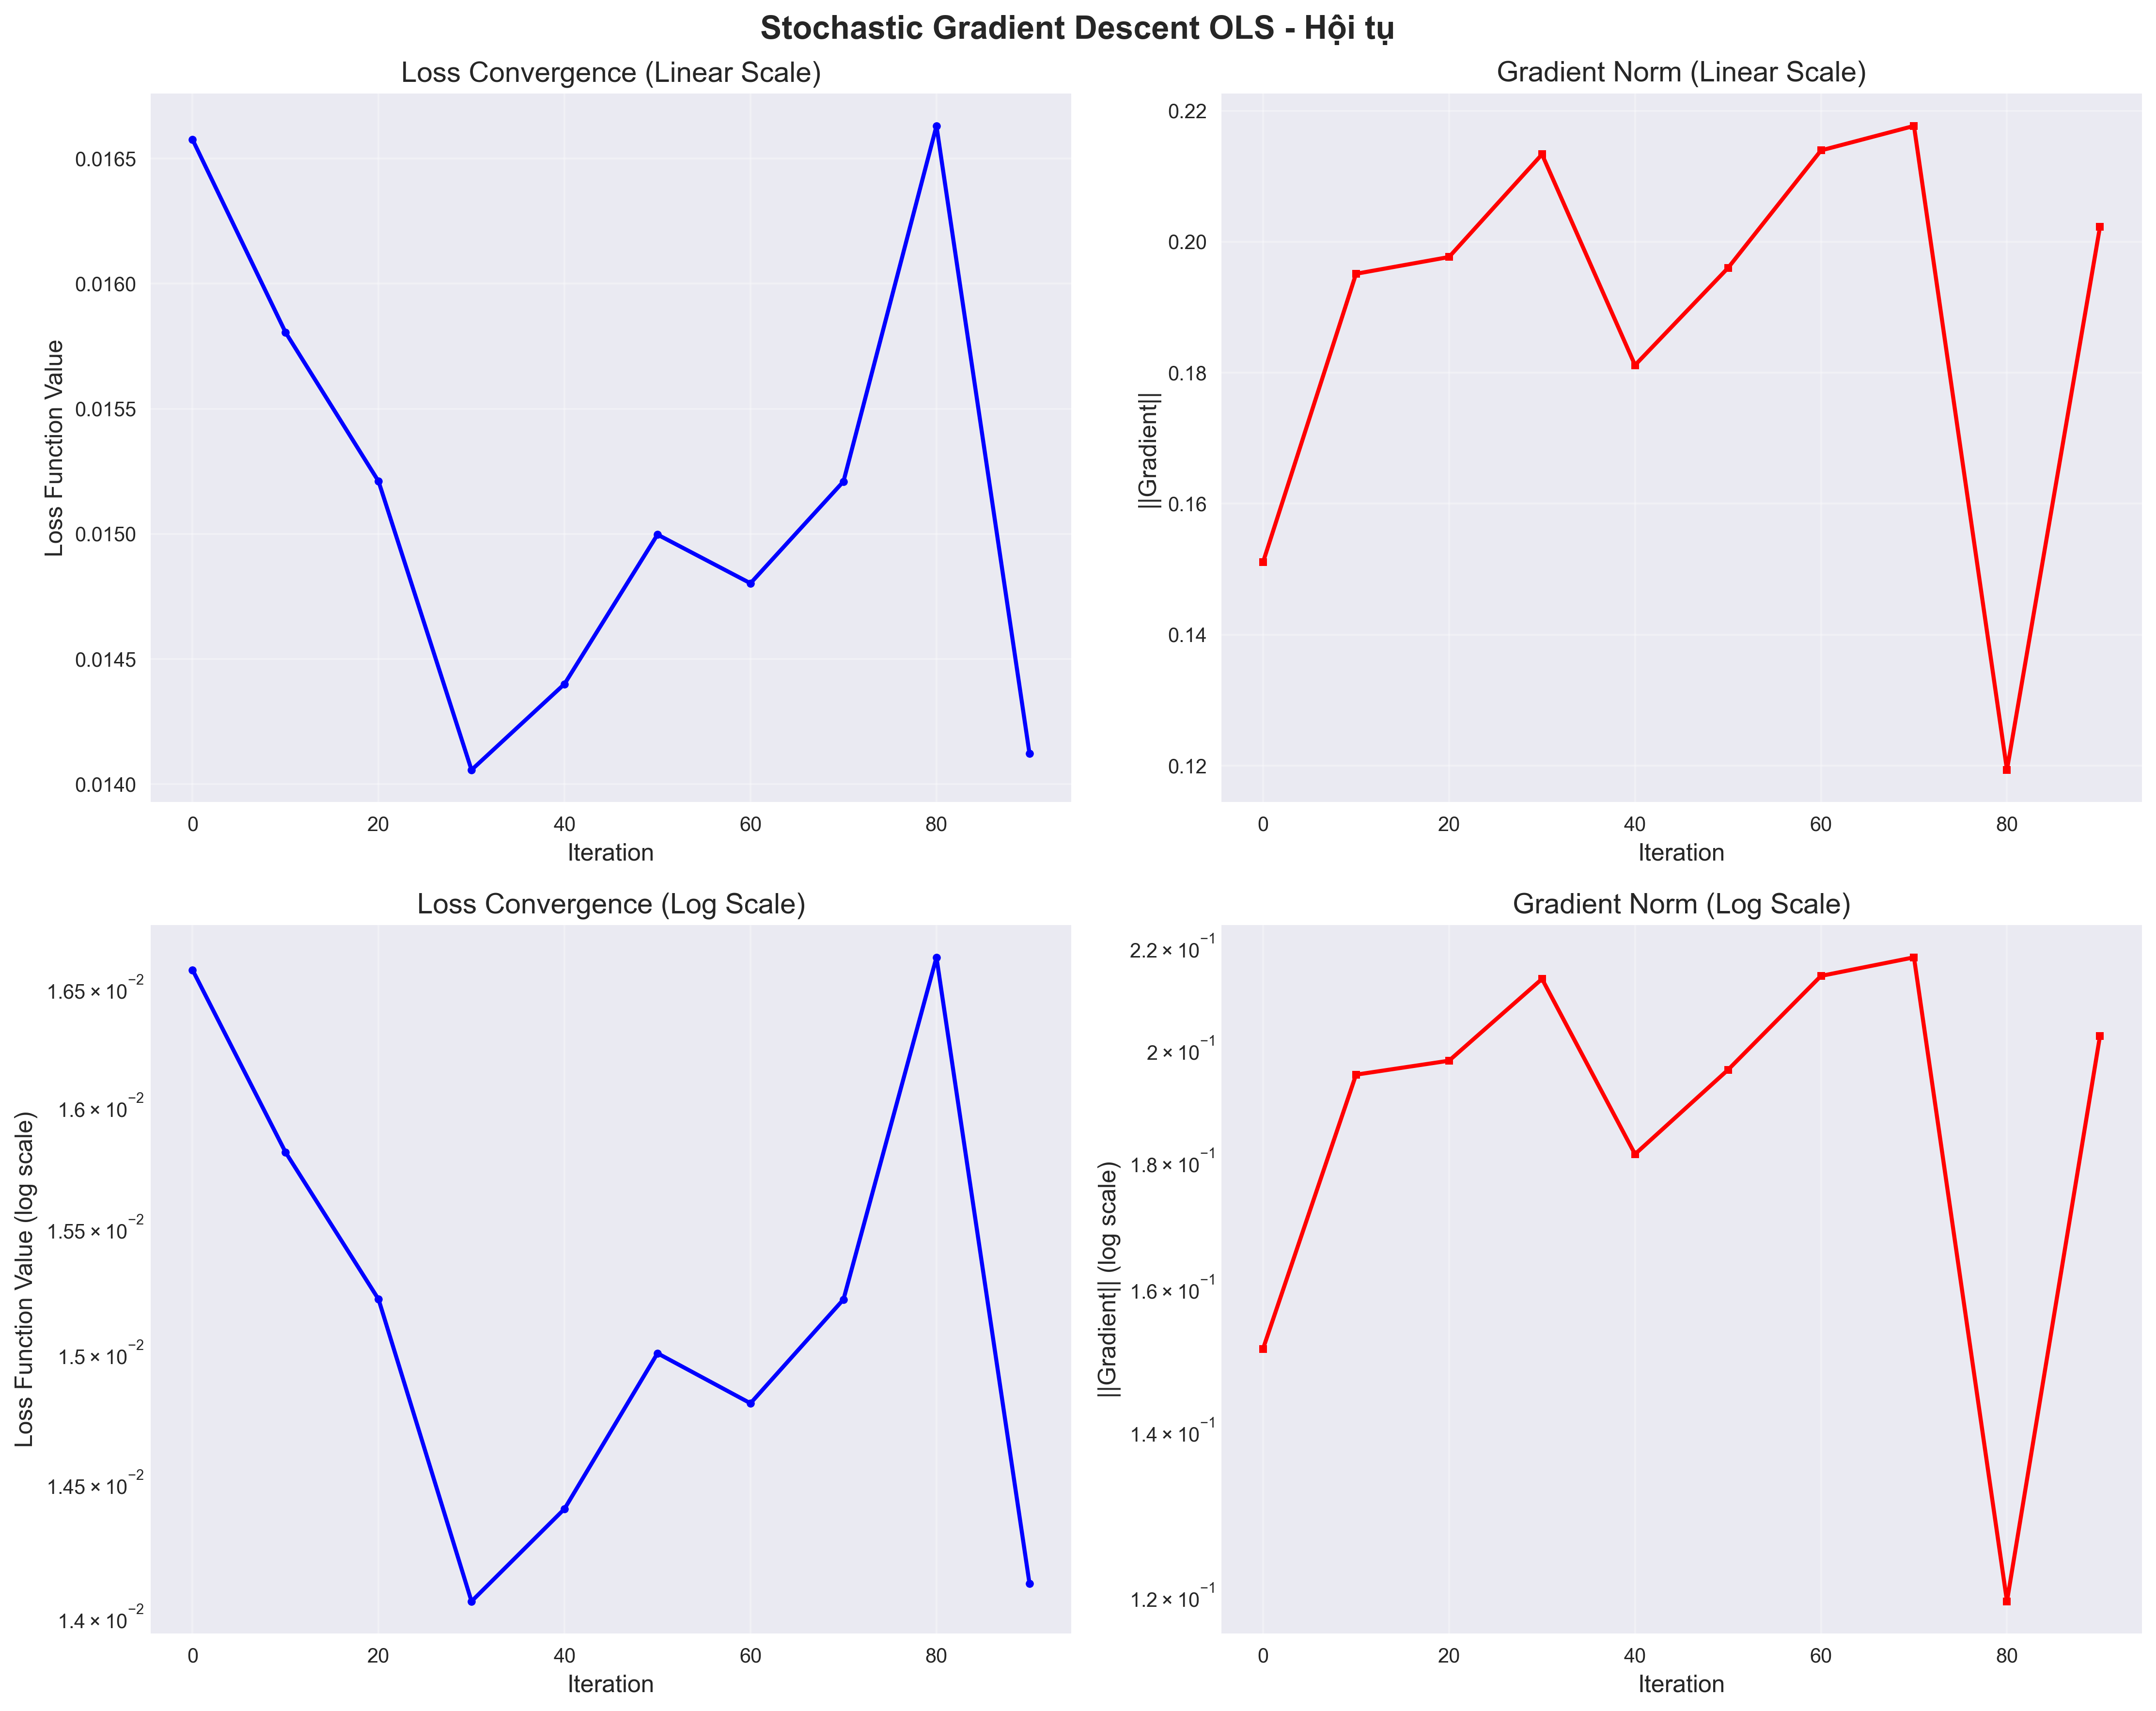 Stochastic Gradient Descent OLS - Hội tụ
Loss Convergence (Linear Scale)
Loss Function Value
0.0165
0.0160
0.0155
0.0150
0.0145
0.0140
0
20
40
60
80
Iteration
Gradient Norm (Linear Scale)
||Gradient||
0.22
0.20
0.18
0.16
0.14
0.12
0
20
40
60
80
Iteration
Loss Convergence (Log Scale)
Loss Function Value (log scale)
1.65 × 10⁻²
1.6 × 10⁻²
1.55 × 10⁻²
1.5 × 10⁻²
1.45 × 10⁻²
1.4 × 10⁻²
0
20
40
60
80
Iteration
Gradient Norm (Log Scale)
||Gradient|| (log scale)
2.2 × 10⁻¹
2 × 10⁻¹
1.8 × 10⁻¹
1.6 × 10⁻¹
1.4 × 10⁻¹
1.2 × 10⁻¹
0
20
40
60
80
Iteration